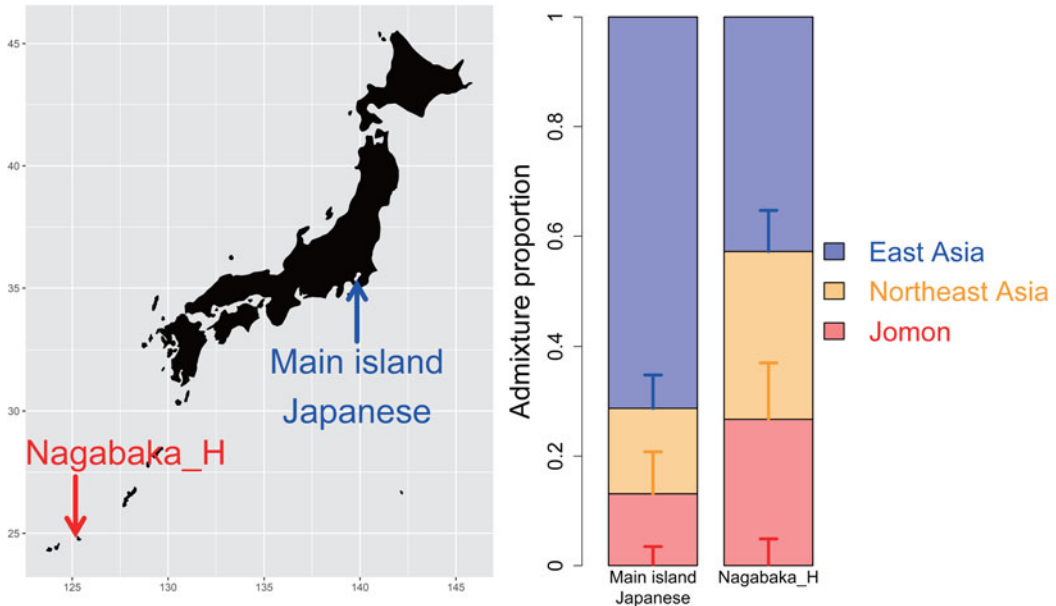 45
40
35
30
25
125
130
135
140
145
Main island
Japanese
Nagabaka_H
Admixture proportion
1
0.8
0.6
0.4
0.2
0
Main island
Japanese
Nagabaka_H
East Asia
Northeast Asia
Jomon